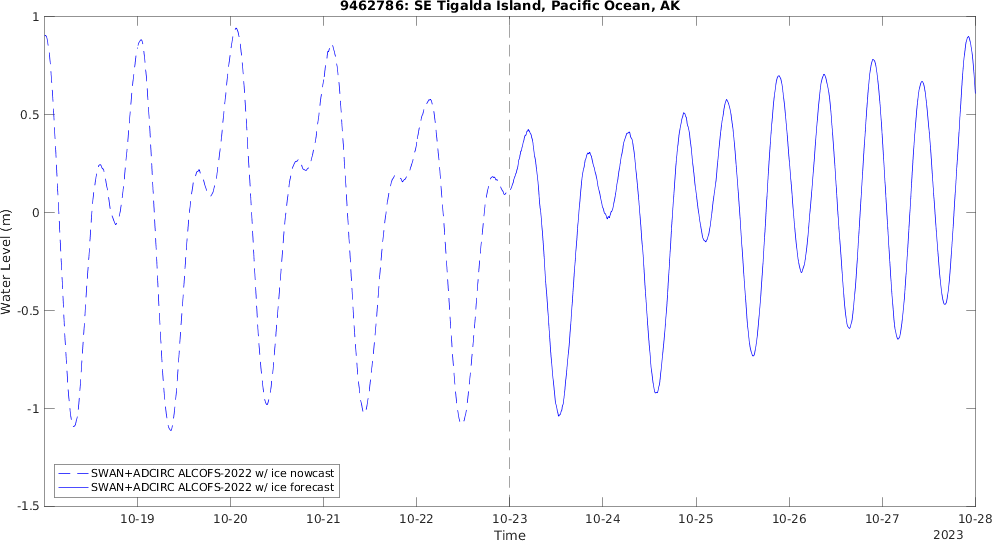 9462786: SE Tigalda Island, Pacific Ocean, AK
1
0.5
0
-0.5
-1
-1.5
Water Level (m)
SWAN+ADCIRC ALCOFS-2022 w/ ice nowcast
SWAN+ADCIRC ALCOFS-2022 w/ ice forecast
10-19 10-20 10-21 10-22 10-23 10-24 10-25 10-26 10-27 10-28
Time
2023